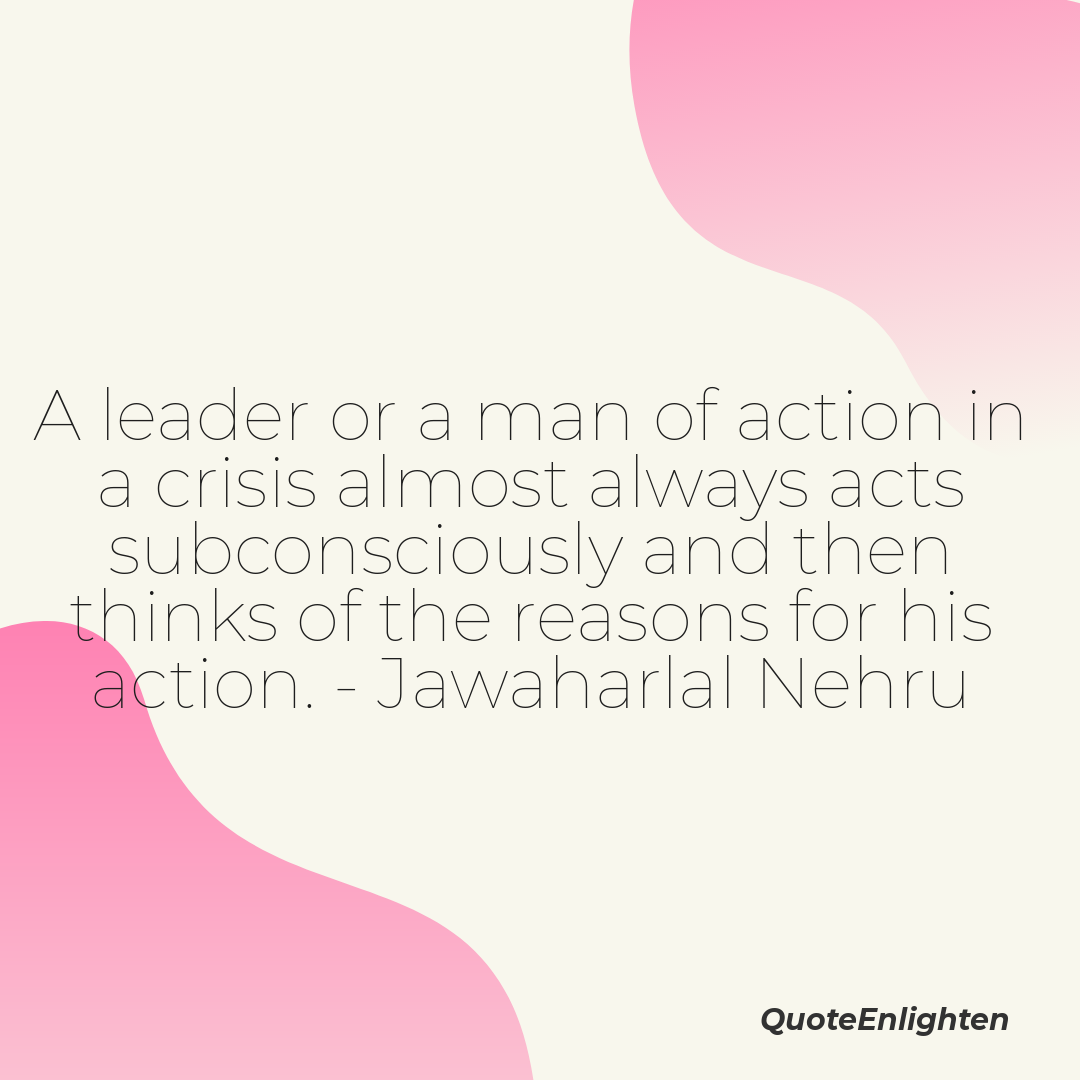 A leader or a man of action in
a crisis almost always acts
subconsciously and then
thinks of the reasons for his
action. - Jawaharlal Nehru
QuoteEnlighten